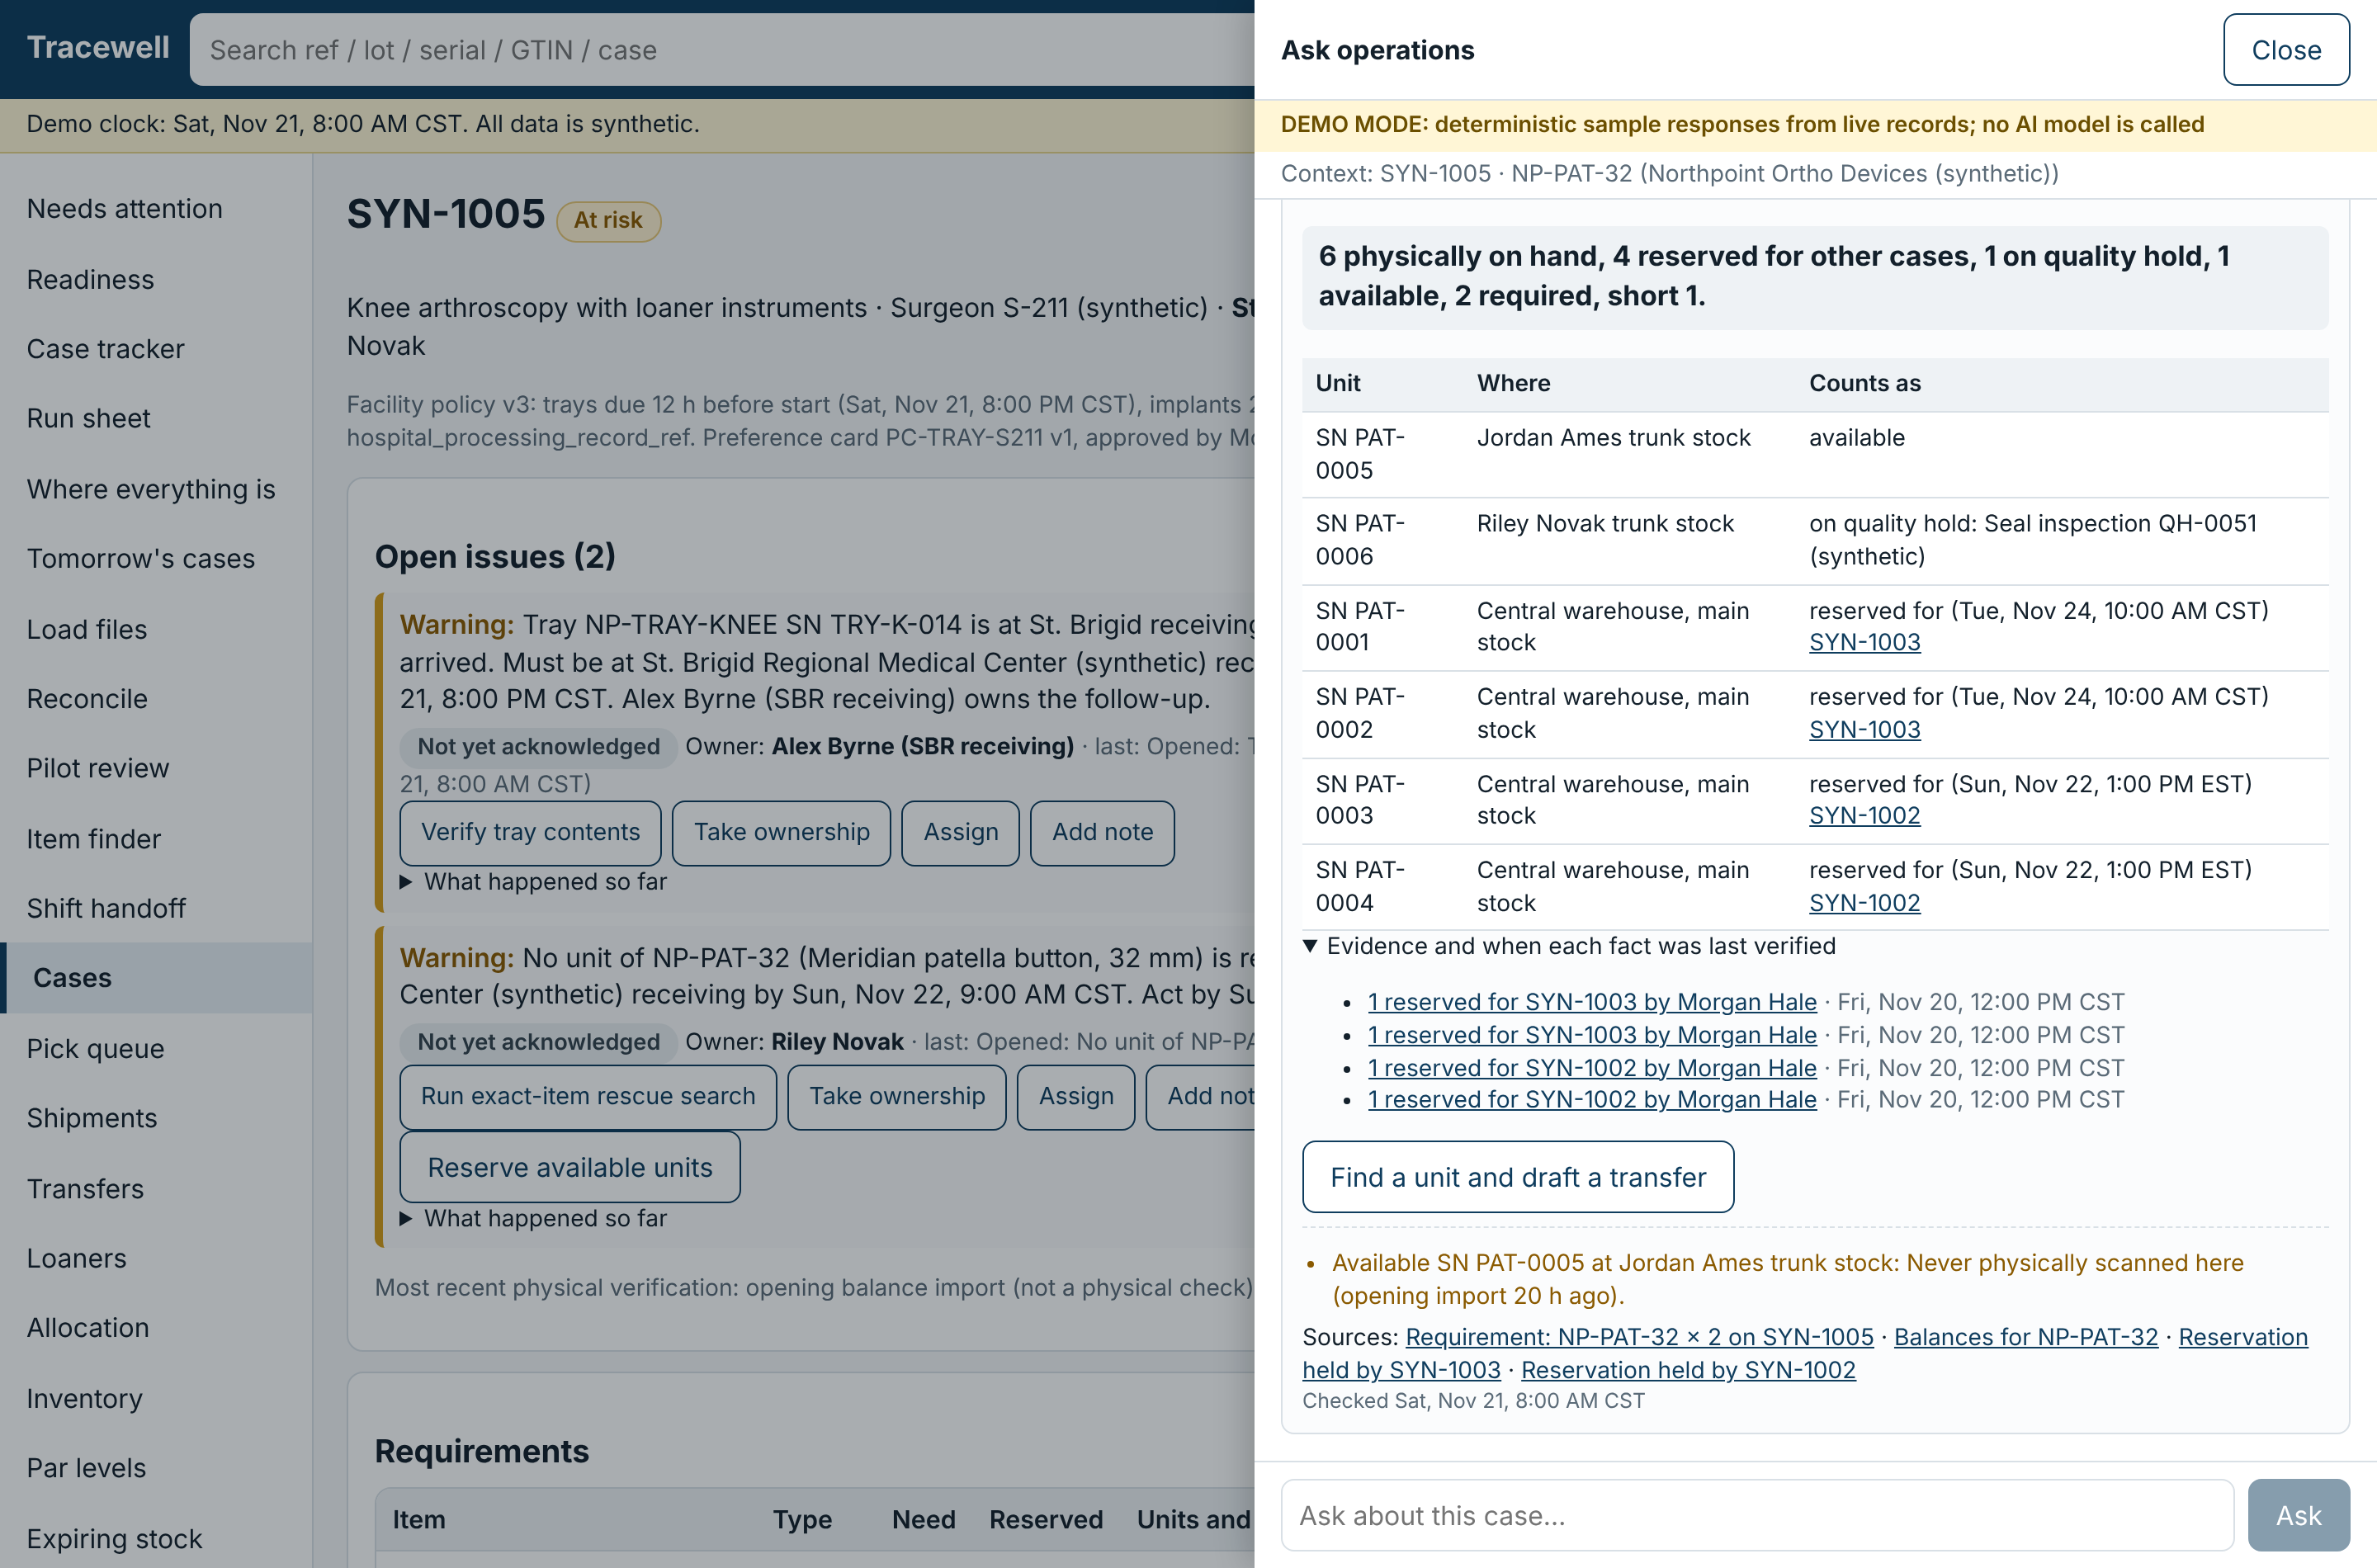 Tracewell
Search ref / lot / serial / GTIN / case
Demo clock: Sat, Nov 21, 8:00 AM CST. All data is synthetic.
Needs attention
Readiness
Case tracker
Run sheet
Where everything is
Tomorrow's cases
Load files
Reconcile
Pilot review
Item finder
Shift handoff
Cases
Pick queue
Shipments
Transfers
Loaners
Allocation
Inventory
Par levels
Expiring stock
SYN-1005
At risk
Knee arthroscopy with loaner instruments · Surgeon S-211 (synthetic) ·
Novak
Facility policy v3: trays due 12 h before start (Sat, Nov 21, 8:00 PM CST), implants
hospital_processing_record_ref. Preference card PC-TRAY-S211 v1, approved by
Open issues (2)
Warning: Tray NP-TRAY-KNEE SN TRY-K-014 is at St. Brigid receiving
arrived. Must be at St. Brigid Regional Medical Center (synthetic)
21, 8:00 PM CST. Alex Byrne (SBR receiving) owns the follow-up.
Not yet acknowledged Owner: Alex Byrne (SBR receiving) · last: Opened:
21, 8:00 AM CST)
Verify tray contents Take ownership Assign Add note
▶ What happened so far
Warning: No unit of NP-PAT-32 (Meridian patella button, 32 mm) is
Center (synthetic) receiving by Sun, Nov 22, 9:00 AM CST. Act by
Not yet acknowledged Owner: Riley Novak · last: Opened: No unit of
Run exact-item rescue search Take ownership Assign Add
Reserve available units
▶ What happened so far
Most recent physical verification: opening balance import (not a physical check)
Requirements
Item Type Need Reserved Units and
Ask operations
Close
DEMO MODE: deterministic sample responses from live records; no AI model is called
Context: SYN-1005 · NP-PAT-32 (Northpoint Ortho Devices (synthetic))
6 physically on hand, 4 reserved for other cases, 1 on quality hold, 1
available, 2 required, short 1.
Unit Where Counts as
SN PAT- Jordan Ames trunk stock available
0005
SN PAT- Riley Novak trunk stock on quality hold: Seal inspection QH-0051
0006 (synthetic)
SN PAT- Central warehouse, main reserved for (Tue, Nov 24, 10:00 AM CST)
0001 stock SYN-1003
SN PAT- Central warehouse, main reserved for (Tue, Nov 24, 10:00 AM CST)
0002 stock SYN-1003
SN PAT- Central warehouse, main reserved for (Sun, Nov 22, 1:00 PM EST)
0003 stock SYN-1002
SN PAT- Central warehouse, main reserved for (Sun, Nov 22, 1:00 PM EST)
0004 stock SYN-1002
▼ Evidence and when each fact was last verified
• 1 reserved for SYN-1003 by Morgan Hale · Fri, Nov 20, 12:00 PM CST
• 1 reserved for SYN-1003 by Morgan Hale · Fri, Nov 20, 12:00 PM CST
• 1 reserved for SYN-1002 by Morgan Hale · Fri, Nov 20, 12:00 PM CST
• 1 reserved for SYN-1002 by Morgan Hale · Fri, Nov 20, 12:00 PM CST
Find a unit and draft a transfer
• Available SN PAT-0005 at Jordan Ames trunk stock: Never physically scanned here
(opening import 20 h ago).
Sources: Requirement: NP-PAT-32 × 2 on SYN-1005 · Balances for NP-PAT-32 · Reservation
held by SYN-1003 · Reservation held by SYN-1002
Checked Sat, Nov 21, 8:00 AM CST
Ask about this case...
Ask